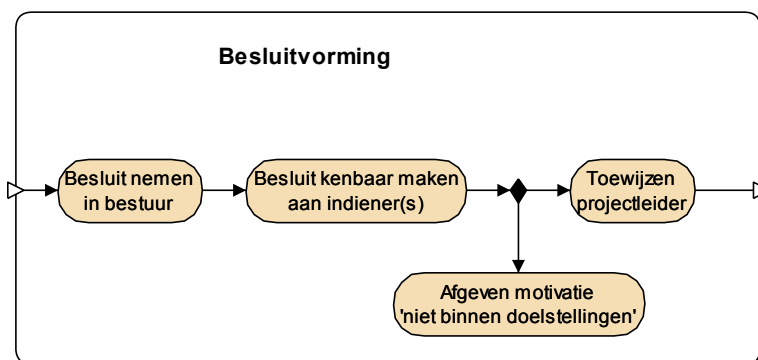 Besluitvorming
Besluit nemen
in bestuur
Besluit kenbaar maken
aan indiener(s)
Toewijzen
projectleider
Afgeven motivatie
'niet binnen doelstellingen'